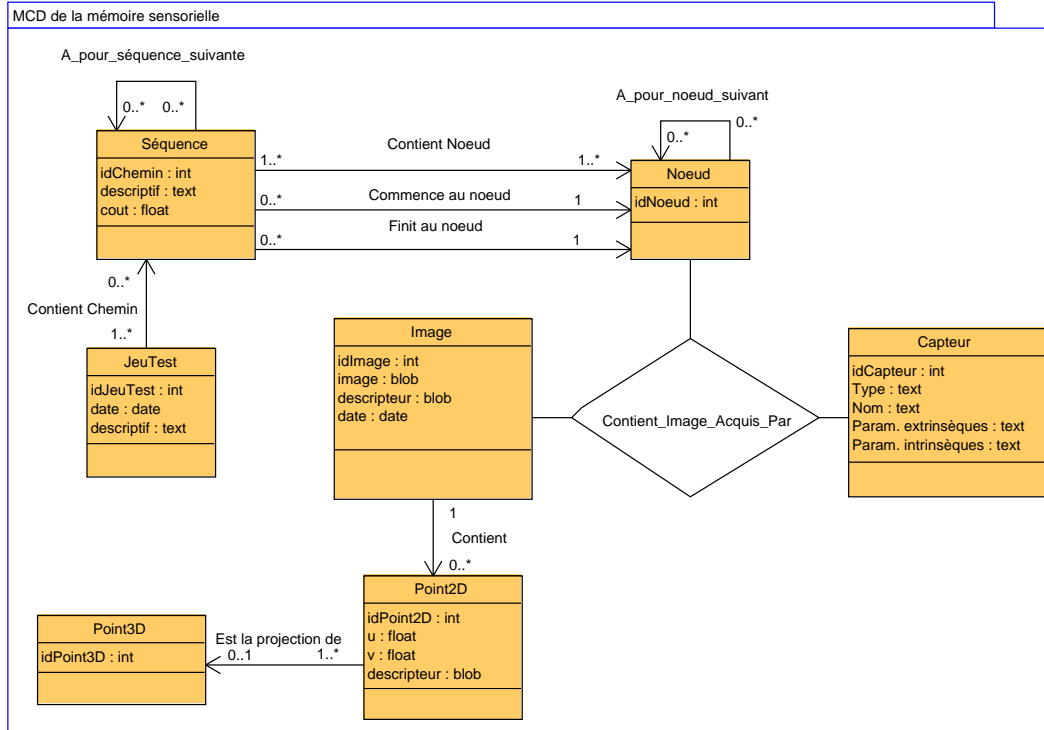 MCD de la mémoire sensorielle
A_pour_séquence_suivante
0..*
0..*
Séquence
idChemin : int
descriptif : text
cout : float
A_pour_noeud_suivant
0..*
0..*
Noeud
idNoeud : int
Contient Noeud
1..*
1..*
Commence au noeud
0..*
1
Finit au noeud
0..*
1
0..*
Contient Chemin
1..*
JeuTest
idJeuTest : int
date : date
descriptif : text
Image
idImage : int
image : blob
descripteur : blob
date : date
Contient_Image_Acquis_Par
Capteur
idCapteur : int
Type : text
Nom : text
Param. extrinsèques : text
Param. intrinsèques : text
1
Contient
0..*
Point2D
idPoint2D : int
u : float
v : float
descripteur : blob
Est la projection de
0..1
1..*
Point3D
idPoint3D : int